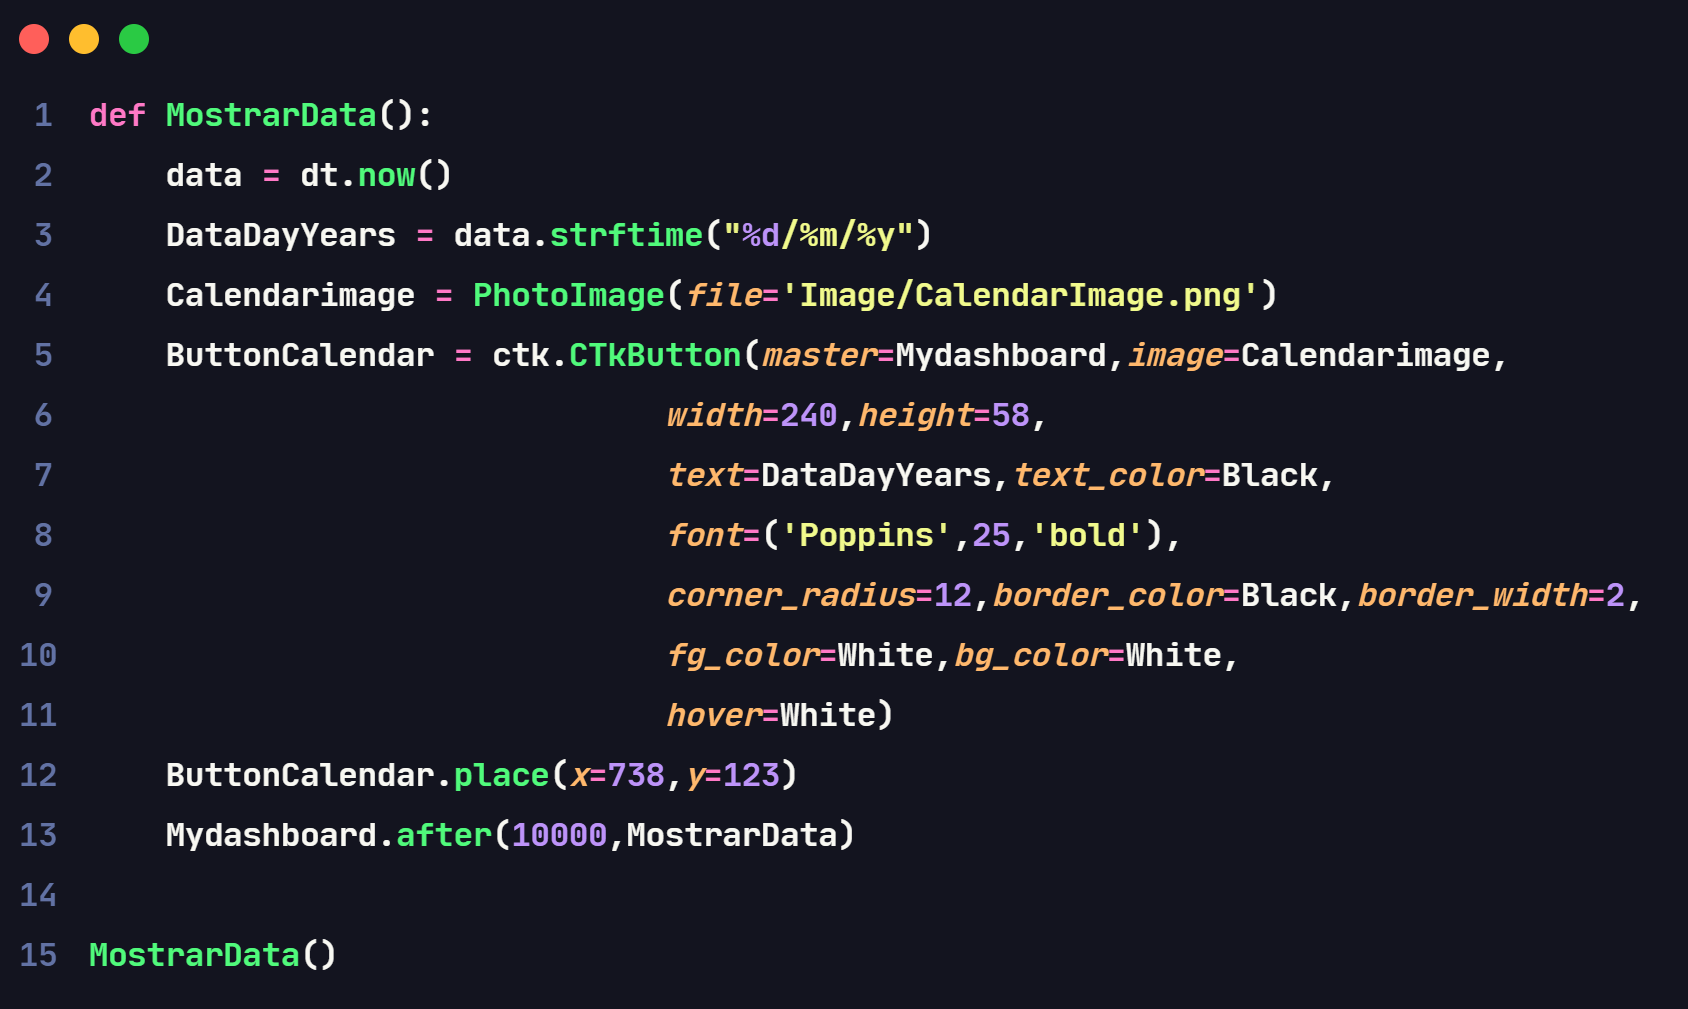 1 def MostrarData():
2     data = dt.now()
3     DataDayYears = data.strftime("%d/%m/%y")
4     Calendarimage = PhotoImage(file='Image/CalendarImage.png')
5     ButtonCalendar = ctk.CTkButton(master=Mydashboard,image=Calendarimage,
6                               width=240,height=58,
7                               text=DataDayYears,text_color=Black,
8                               font=('Poppins',25,'bold'),
9                               corner_radius=12,border_color=Black,border_width=2,
10                              fg_color=White,bg_color=White,
11                              hover=White)
12    ButtonCalendar.place(x=738,y=123)
13    Mydashboard.after(10000,MostrarData)
14
15 MostrarData()